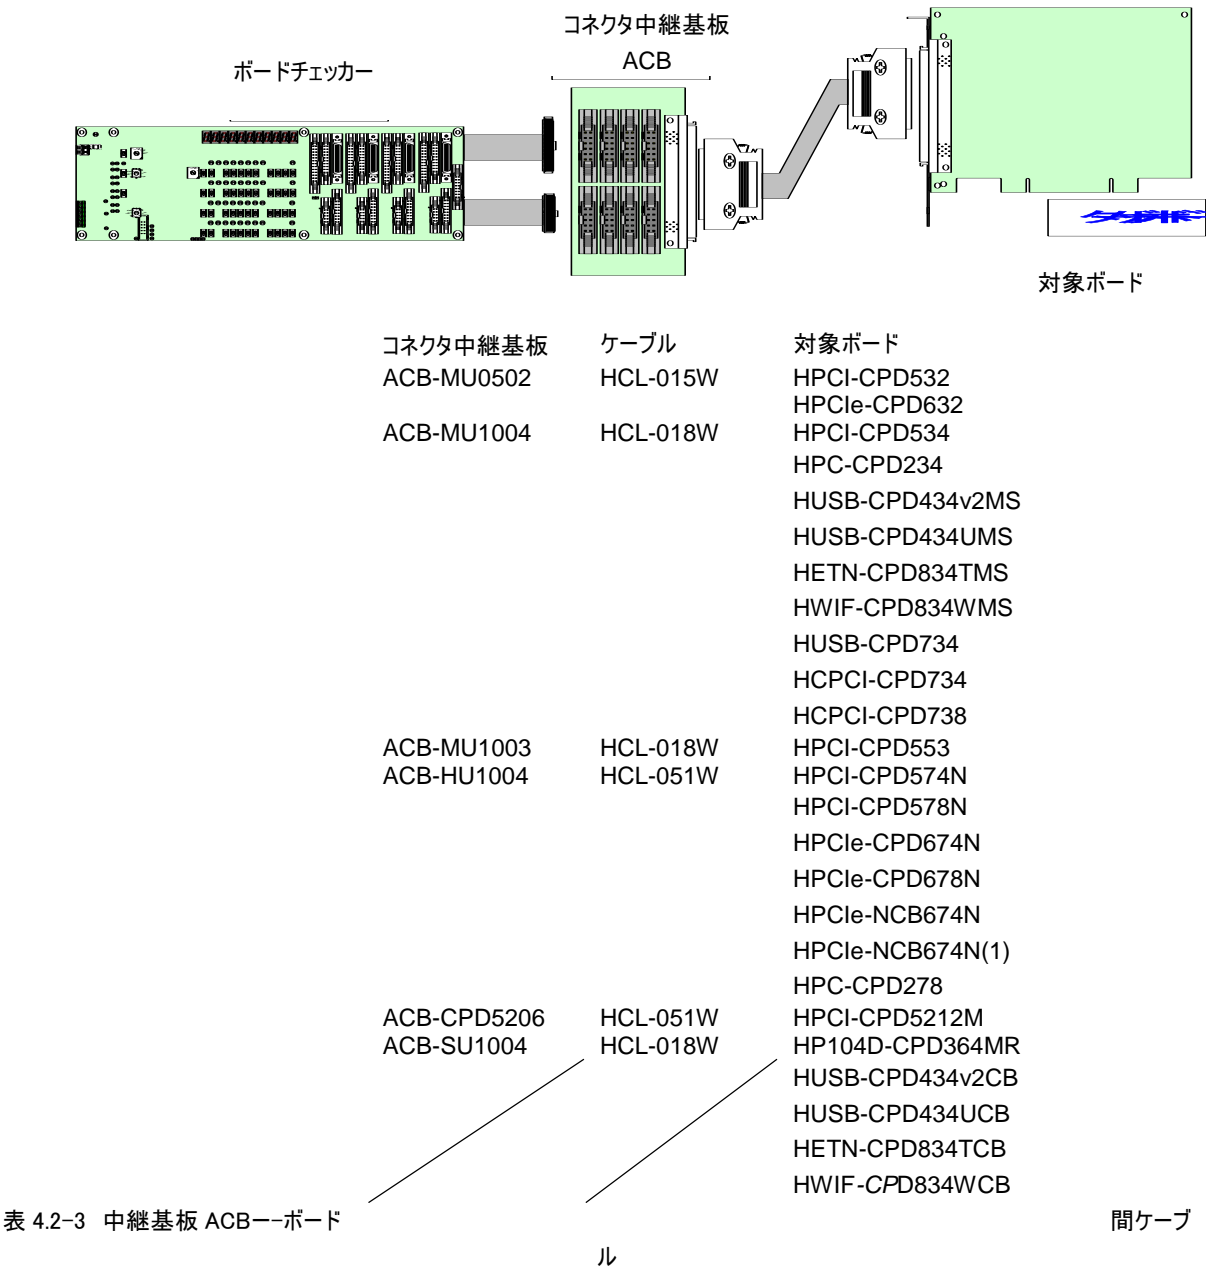 コネクタ中継基板
ACB
ボードチェッカー
対象ボード
コネクタ中継基板 ケーブル 対象ボード
ACB-MU0502 HCL-015W HPCI-CPD532
HPCIe-CPD632
ACB-MU1004 HCL-018W HPCI-CPD534
HPC-CPD234
HUSB-CPD434v2MS
HUSB-CPD434UMS
HETN-CPD834TMS
HWIF-CPD834WMS
HUSB-CPD734
HCPCI-CPD734
HCPCI-CPD738
ACB-MU1003 HCL-018W HPCI-CPD553
ACB-HU1004 HCL-051W HPCI-CPD574N
HPCI-CPD578N
HPCIe-CPD674N
HPCIe-CPD678N
HPCIe-NCB674N
HPCIe-NCB674N(1)
HPC-CPD278
ACB-CPD5206 HCL-051W HPCI-CPD5212M
ACB-SU1004 HCL-018W HP104D-CPD364MR
HUSB-CPD434v2CB
HUSB-CPD434UCB
HETN-CPD834TCB
HWIF-CPD834WCB
表 4.2-3 中継基板 ACBー-ボード 間ケーブ
ル